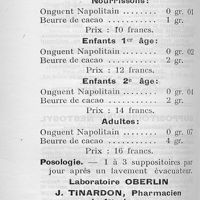 Nourrissons:
Onguent Napolitain - 0 gr. 01
Beurre de cacao. . . 1 gr.
Prix : 10 francs.
Enfants 1er âge:
Onguent Napolitain - 0 gr. 02
Beurre de cacao. . . 2 gr.
Prix : 12 francs.
Enfants 2e âge:
Onguent Napolitain - 0 gr. 04
Beurre de cacao. . . 2 gr.
Prix : 14 francs.
Adultes:
Onguent Napolitain - 0 gr. 07
Beurre de cacao. . . 4 gr.
Prix : 16 francs.
Posologie. — 1 à 3 suppositoires par
jour après un lavement évacuateur.
Laboratoire OBERLIN
J. TINARDON, Pharmacien